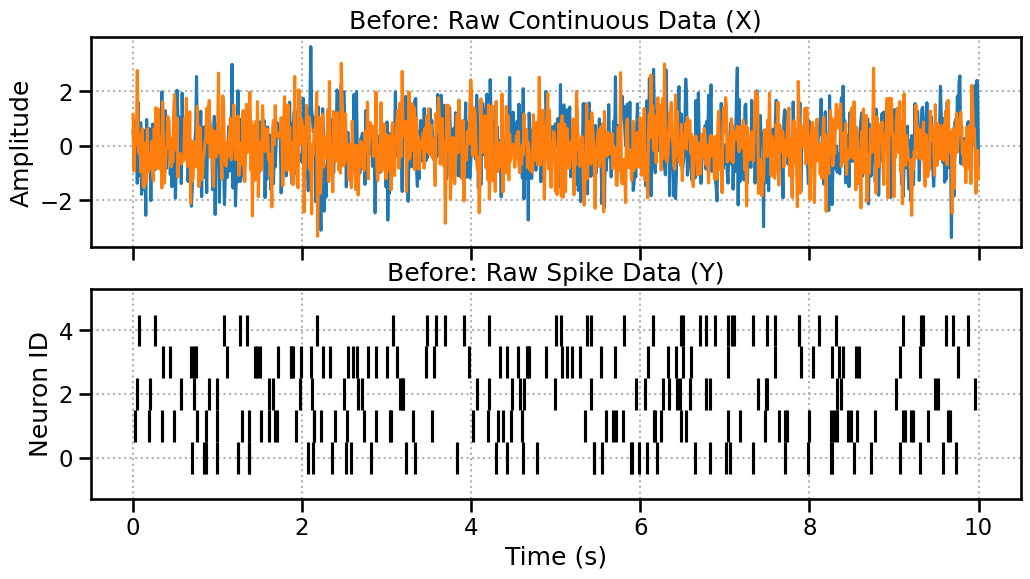 Before: Raw Continuous Data (X)
Amplitude
2
0
−2
Before: Raw Spike Data (Y)
Neuron ID
4
2
0
0 2 4 6 8 10
Time (s)